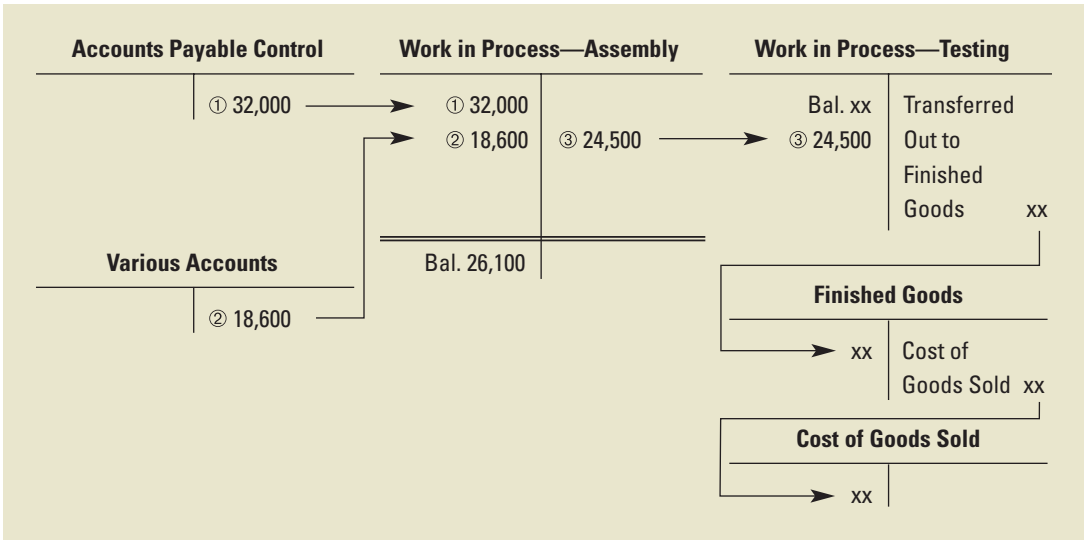 Accounts Payable Control
① 32,000
Work in Process—Assembly
① 32,000
② 18,600 ③ 24,500
Bal. 26,100
Work in Process—Testing
Bal. xx Transferred
③ 24,500 Out to
Finished
Goods xx
Various Accounts
② 18,600
Finished Goods
xx Cost of
Goods Sold xx
Cost of Goods Sold
xx